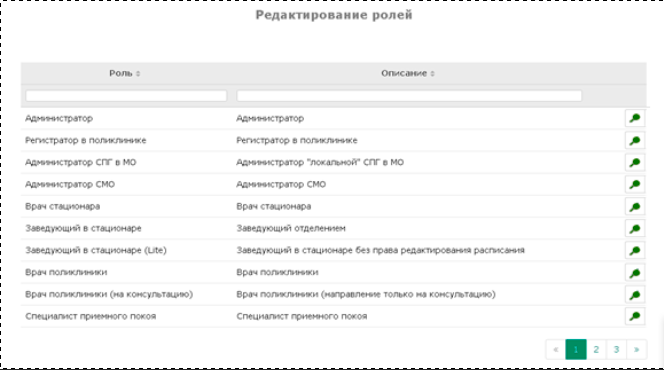 Редактирование ролей
Роль Описание
Администратор Администратор
Регистратор в поликлинике Регистратор в поликлинике
Администратор СПГ в МО Администратор "локальной" СПГ в МО
Администратор СМО Администратор СМО
Врач стационара Врач стационара
Заведующий в стационаре Заведующий отделением
Заведующий в стационаре (Lite) Заведующий в стационаре без права редактирования расписания
Врач поликлиники Врач поликлиники
Врач поликлиники (на консультацию) Врач поликлиники (направление только на консультацию)
Специалист приемного покоя Специалист приемного покоя
« 1 2 3 »